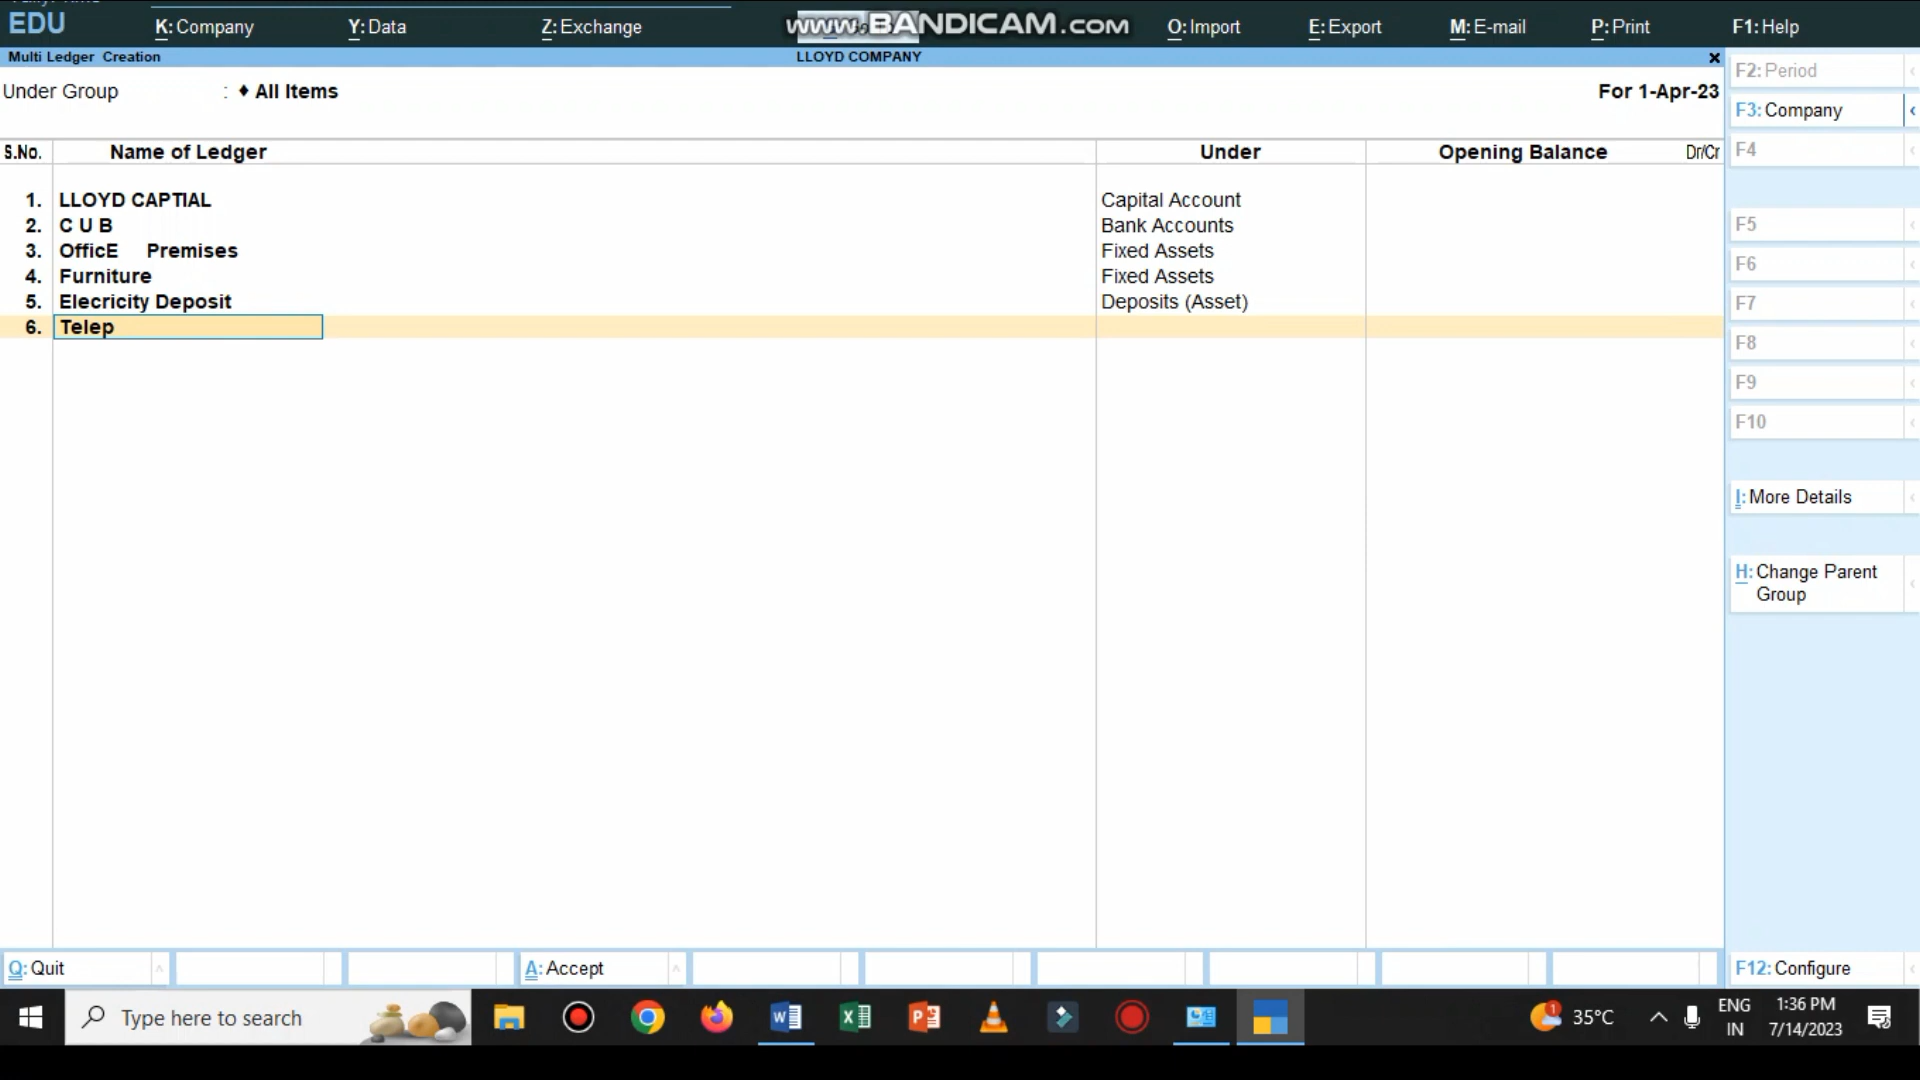 EDU K: Company Y: Data Z: Exchange www.BANDICAM.com O: Import E: Export M: E-mail P: Print F1: Help
Multi Ledger Creation LLOYD COMPANY
Under Group : ♦ All Items For 1-Apr-23
S.No. Name of Ledger Under Opening Balance Dr/Cr
1. LLOYD CAPTIAL Capital Account
2. C U B Bank Accounts
3. OfficE Premises Fixed Assets
4. Furniture Fixed Assets
5. Elecricity Deposit Deposits (Asset)
6. Telep
F2: Period
F3: Company
F4
F5
F6
F7
F8
F9
F10
I: More Details
H: Change Parent
Group
Q: Quit A: Accept F12: Configure
Type here to search 1 35°C ENG 1:36 PM
IN 7/14/2023